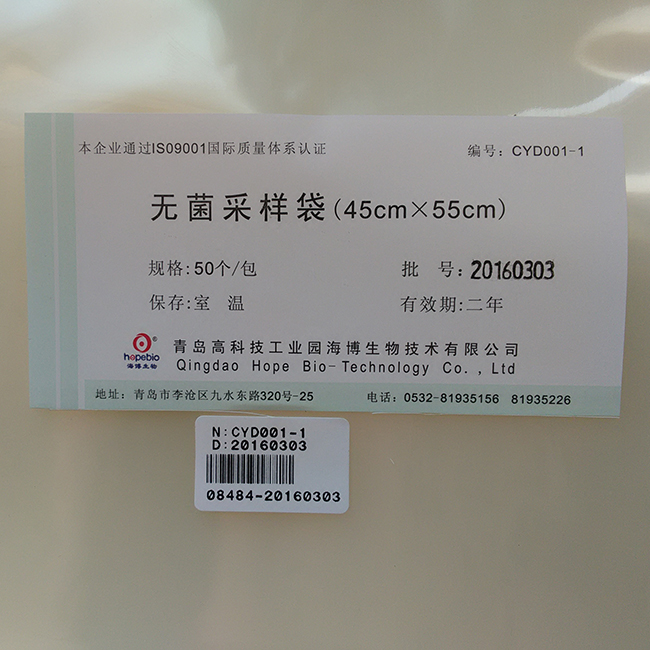 本企业通过IS09001国际质量体系认证 编号: CYD001-1
无菌采样袋(45cm×55cm)
规格:50个/包 批 号: 20160303
保存:室 温 有效期:二年
hopebio®
海博生物
青岛高科技工业园海博生物技术有限公司
Qingdao Hope Bio-Technology Co., Ltd
地址: 青岛市李沧区九水东路320号-25 电话: 0532-81935156 81935226
N:CYD001-1
D:20160303
08484-20160303